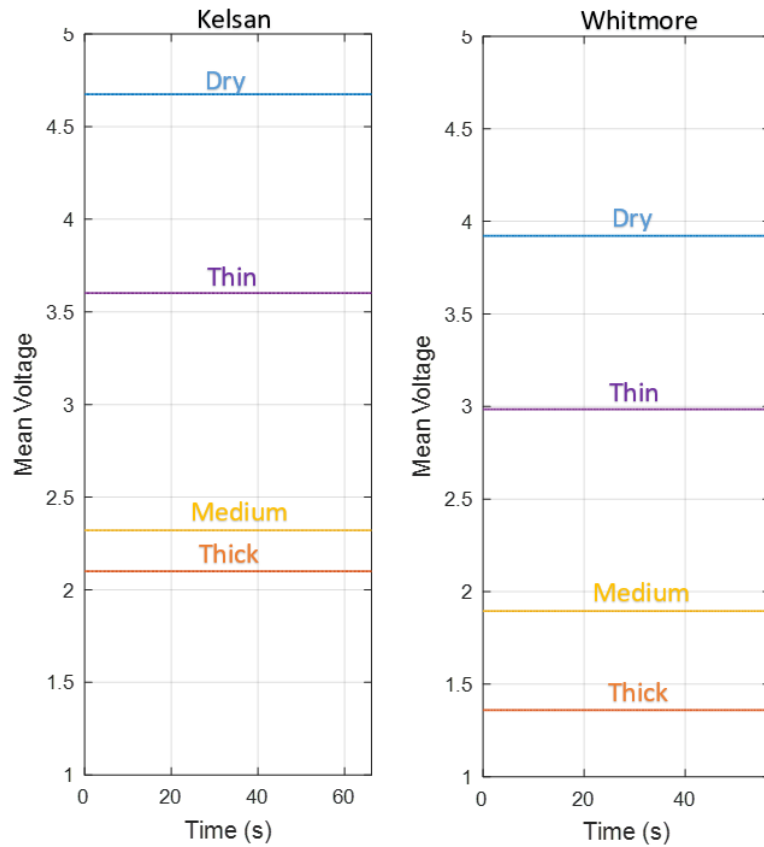 Kelsan
5
4.5
4
3.5
3
2.5
2
1.5
1
Mean Voltage
Dry
Thin
Medium
Thick
0 20 40 60
Time (s)
Whitmore
5
4.5
4
3.5
3
2.5
2
1.5
1
Mean Voltage
Dry
Thin
Medium
Thick
0 20 40
Time (s)